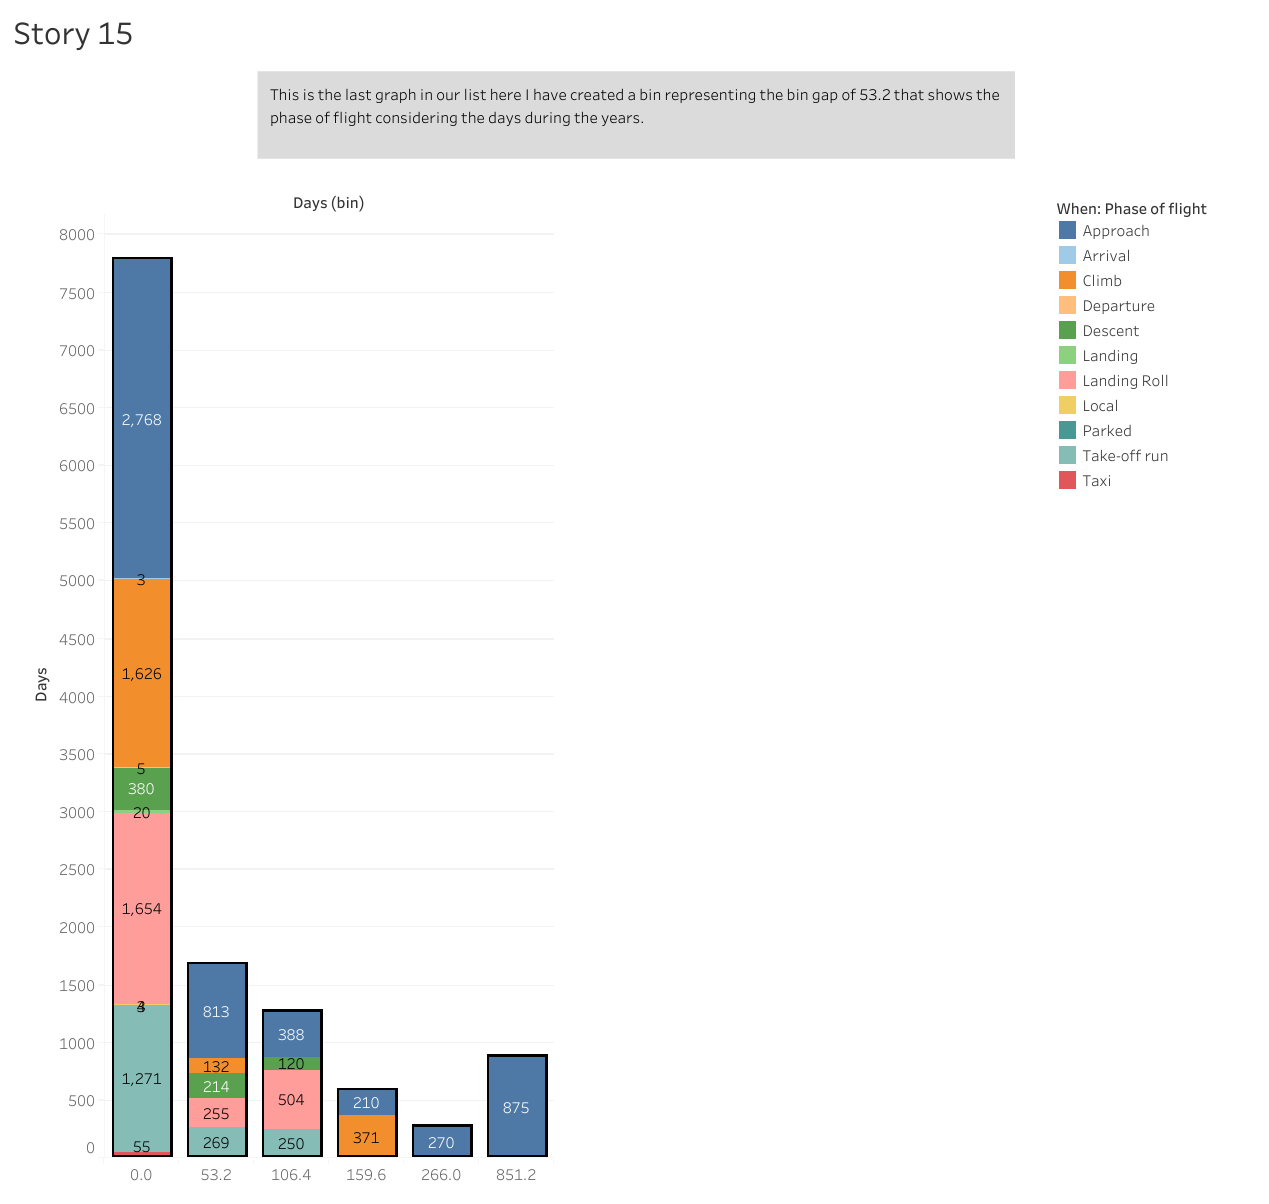 Story 15
This is the last graph in our list here I have created a bin representing the bin gap of 53.2 that shows the
phase of flight considering the days during the years.
Days (bin)
When: Phase of flight
Approach
Arrival
Climb
Departure
Descent
Landing
Landing Roll
Local
Parked
Take-off run
Taxi
8000
7500
7000
6500
6000
5500
5000
4500
4000
3500
3000
2500
2000
1500
1000
500
0
Days
2,768
3
1,626
5
380
20
1,654
1,271
55
813
132
214
255
269
388
120
504
250
210
371
270
875
0.0 53.2 106.4 159.6 266.0 851.2